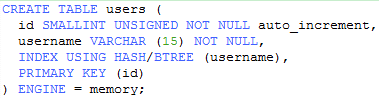 CREATE TABLE users (
id SMALLINT UNSIGNED NOT NULL auto_increment,
username VARCHAR (15) NOT NULL,
INDEX USING HASH/BTREE (username),
PRIMARY KEY (id)
) ENGINE = memory;